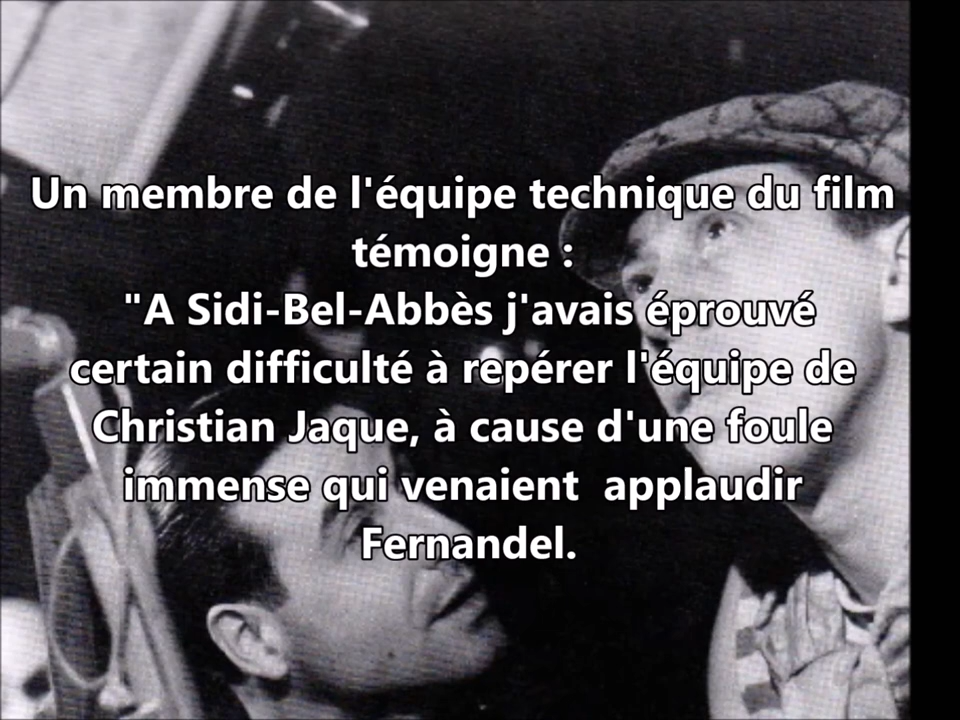 Un membre de l'équipe technique du film
témoigne :
"A Sidi-Bel-Abbès j'avais éprouvé
certain difficulté à repérer l'équipe de
Christian Jaque, à cause d'une foule
immense qui venaient  applaudir
Fernandel.